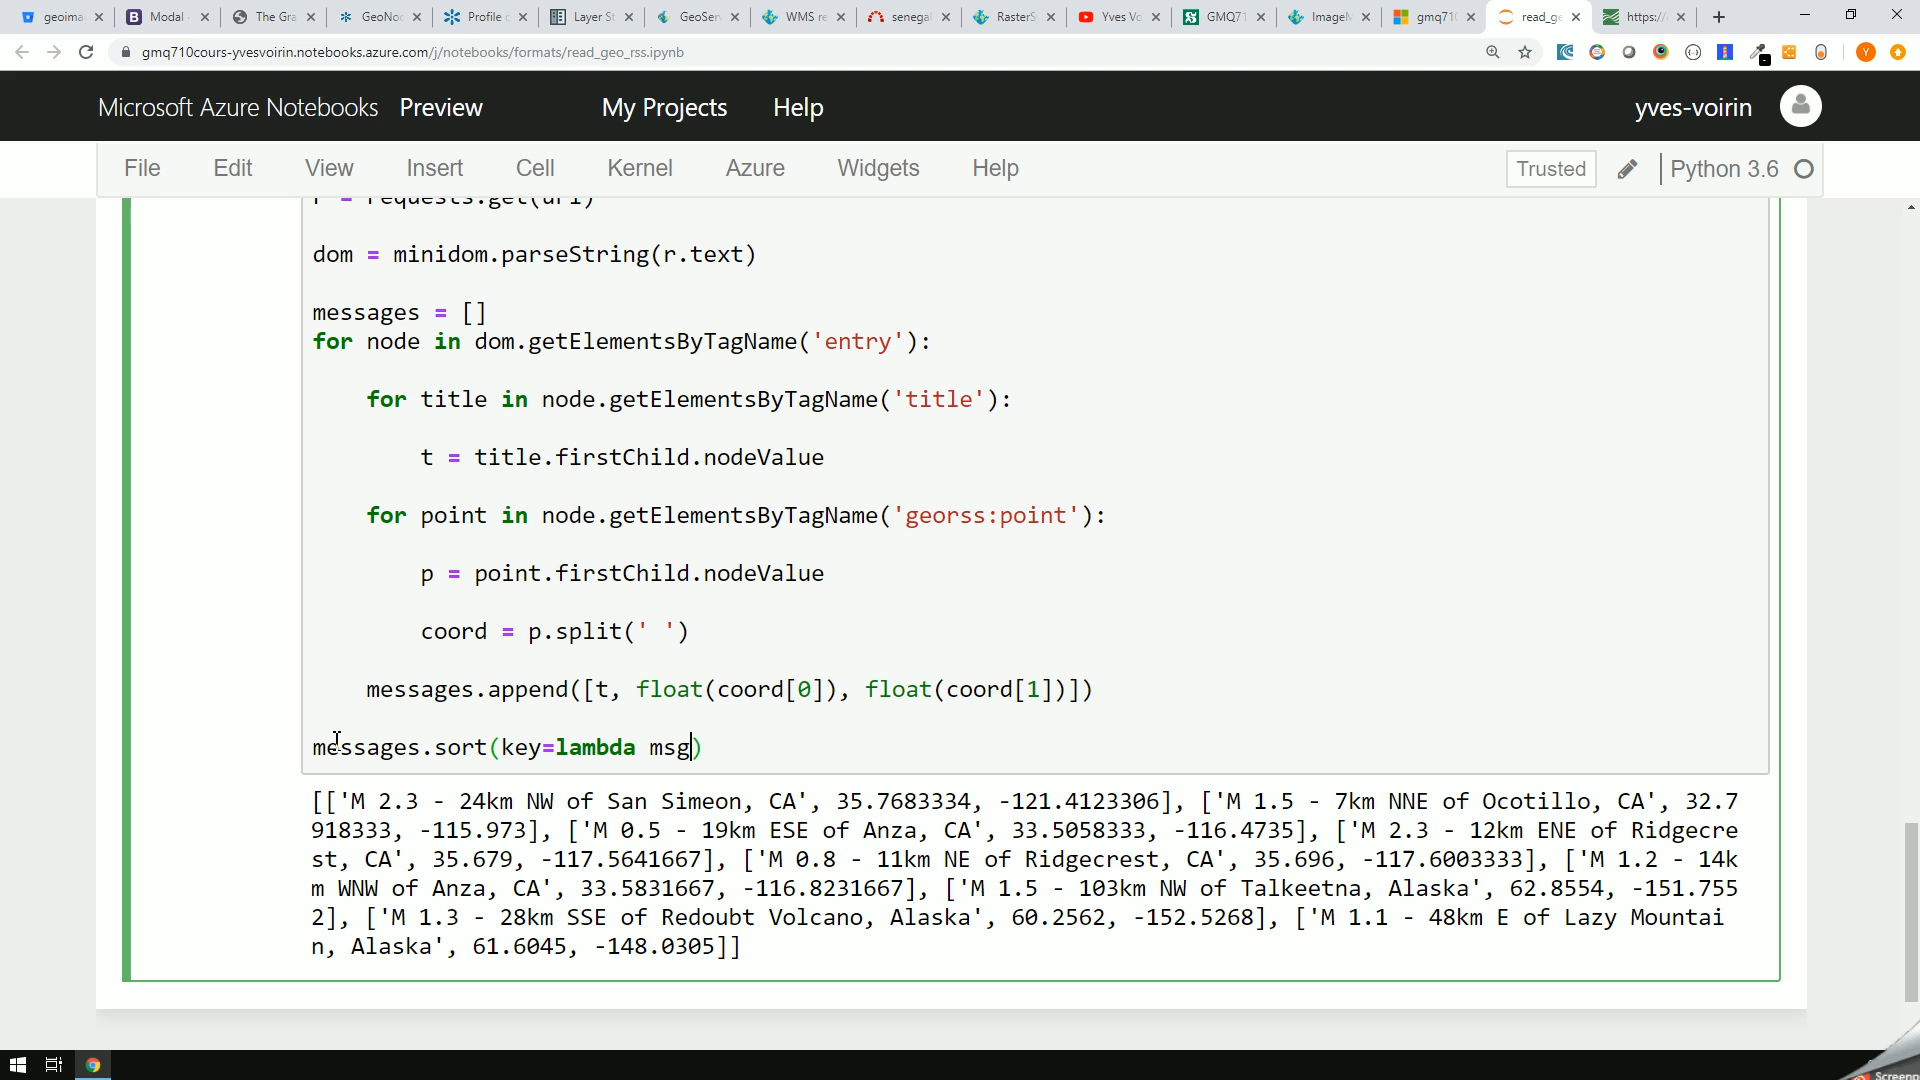 geoima
Modal
The Gra
GeoNo
Profile
Layer S
GeoSer
WMS re
senega
RasterS
Yves Vo
GMQ7
ImageM
gmq71
read_ge
https://
gmq710cours-yvesvoirin.notebooks.azure.com/j/notebooks/formats/read_geo_rss.ipynb
Y
Microsoft Azure Notebooks Preview My Projects Help yves-voirin
File Edit View Insert Cell Kernel Azure Widgets Help Trusted Python 3.6
r = requests.get(url)
dom = minidom.parseString(r.text)
messages = []
for node in dom.getElementsByTagName('entry'):
for title in node.getElementsByTagName('title'):
t = title.firstChild.nodeValue
for point in node.getElementsByTagName('georss:point'):
p = point.firstChild.nodeValue
coord = p.split(' ')
messages.append([t, float(coord[0]), float(coord[1])])
messages.sort(key=lambda msg)
[['M 2.3 - 24km NW of San Simeon, CA', 35.7683334, -121.4123306], ['M 1.5 - 7km NNE of Ocotillo, CA', 32.7
918333, -115.973], ['M 0.5 - 19km ESE of Anza, CA', 33.5058333, -116.4735], ['M 2.3 - 12km ENE of Ridgecre
st, CA', 35.679, -117.5641667], ['M 0.8 - 11km NE of Ridgecrest, CA', 35.696, -117.6003333], ['M 1.2 - 14k
m WNW of Anza, CA', 33.5831667, -116.8231667], ['M 1.5 - 103km NW of Talkeetna, Alaska', 62.8554, -151.755
2], ['M 1.3 - 28km SSE of Redoubt Volcano, Alaska', 60.2562, -152.5268], ['M 1.1 - 48km E of Lazy Mountai
n, Alaska', 61.6045, -148.0305]]